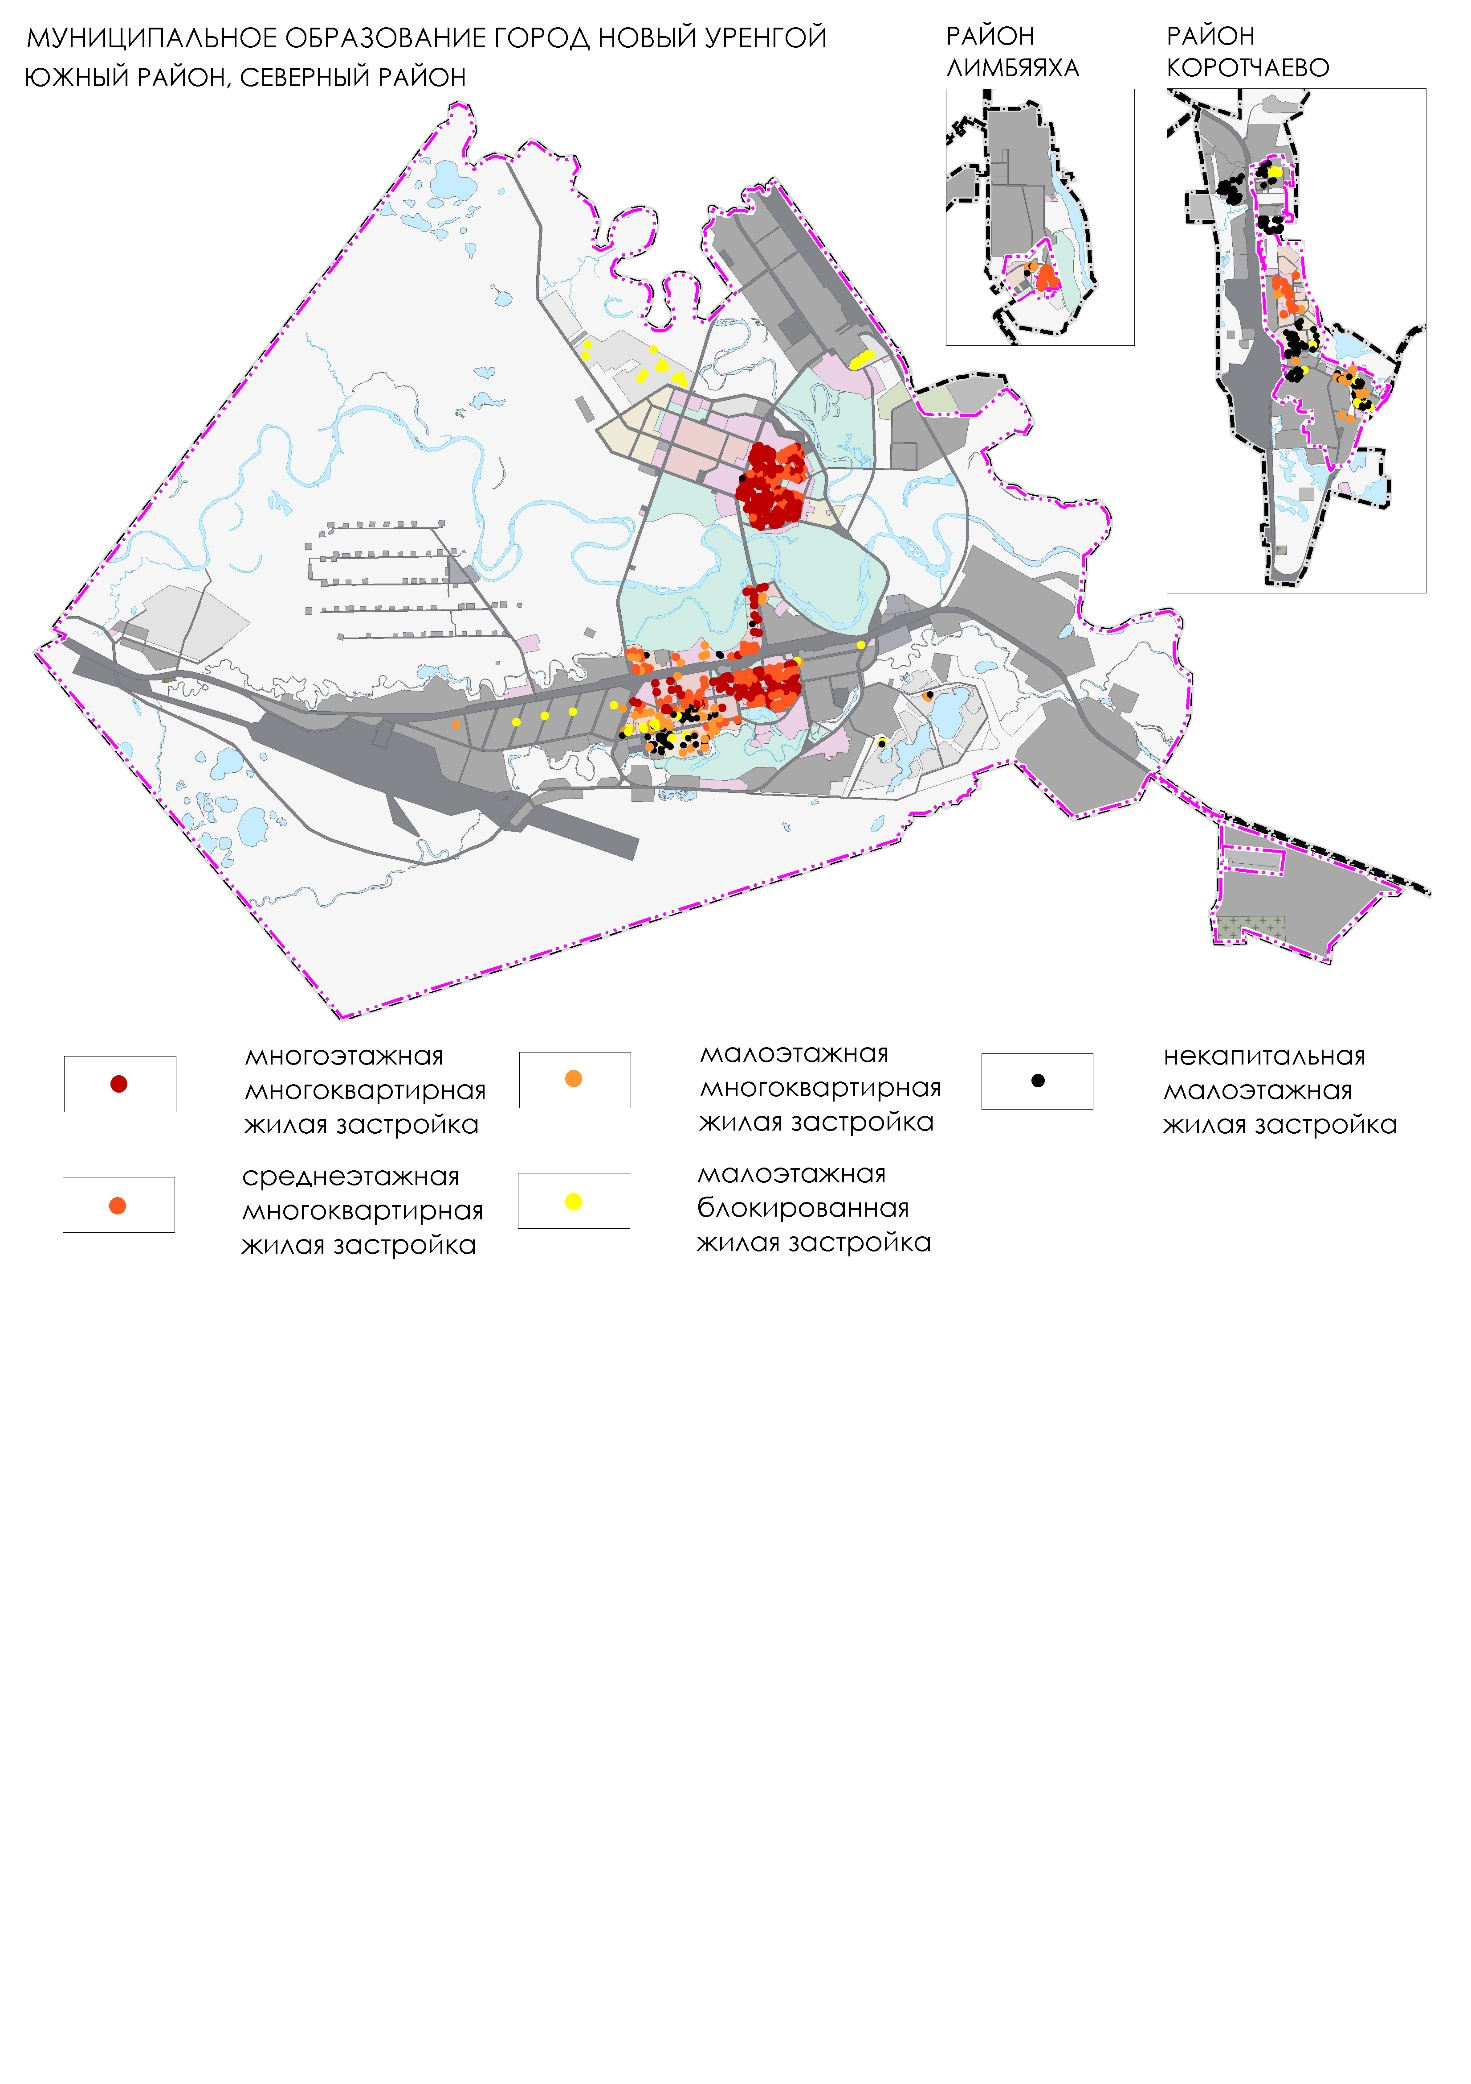 МУНИЦИПАЛЬНОЕ ОБРАЗОВАНИЕ ГОРОД НОВЫЙ УРЕНГОЙ
ЮЖНЫЙ РАЙОН, СЕВЕРНЫЙ РАЙОН
РАЙОН
ЛИМБЯЯХА
РАЙОН
КОРОТЧАЕВО
многоэтажная
многоквартирная
жилая застройка
малоэтажная
многоквартирная
жилая застройка
некапитальная
малоэтажная
жилая застройка
среднеэтажная
многоквартирная
жилая застройка
малоэтажная
блокированная
жилая застройка